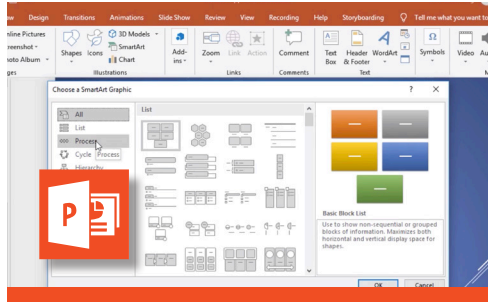 ow Design Transitions Animations Slide Show Review View Recording Help Storyboarding Tell me what you want to
nline Pictures
reenshot
oto Album
ges
Shapes
Icons
3D Models
SmartArt
Chart
Illustrations
Add-
ins
Zoom
Link
Action
Links
Comment
Comments
Text
Box
Header
& Footer
WordArt
Text
Symbols
Video
Au
M
Choose a SmartArt Graphic
? X
All
List
Process
Cycle
Process
Hierarchy
List
Basic Block List
Use to show non-sequential or grouped
blocks of information. Maximizes both
horizontal and vertical display space for
shapes.
OK
Cancel
P